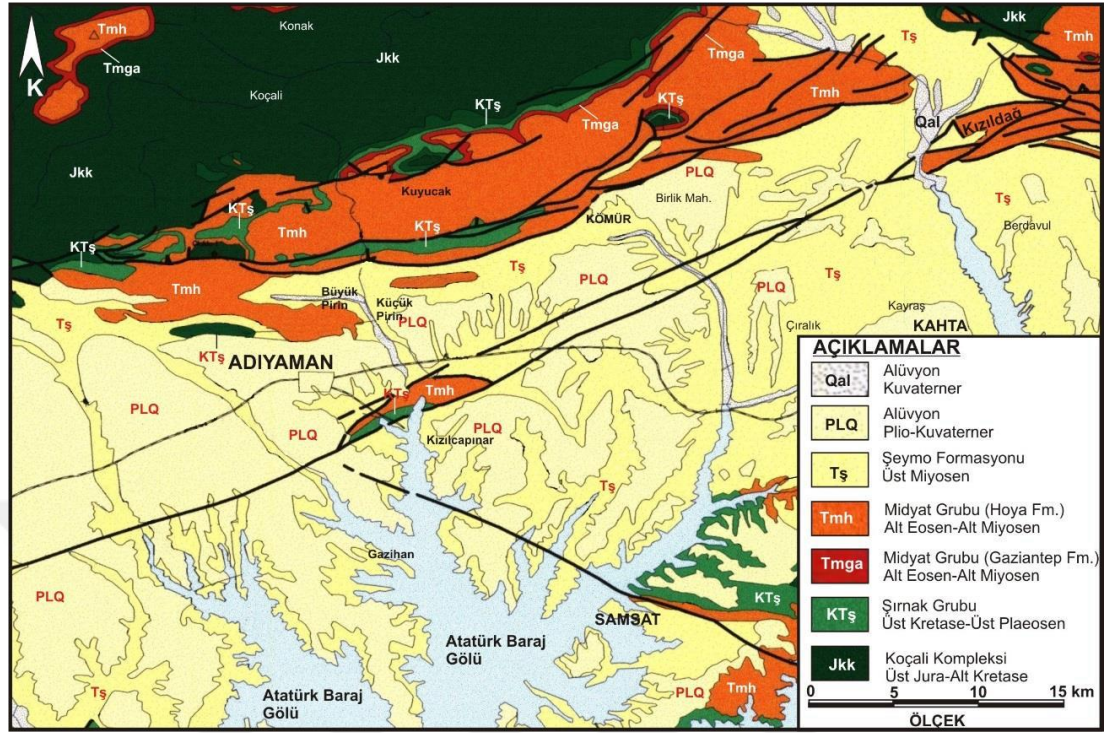 Tmh
Tmga
K
Konak
Koçali
Jkk
Jkk
Tmga
KTş
Tmga
KTş
Tmh
Tş
Jkk
Tmh
Qal
Kızıldağ
Kuyucak
KTş
KTş
Tmh
KTş
PLQ
Birlik Mah.
KÖMÜR
Tş
Berdavul
Tmh
Tş
Büyük
Pirin
Küçük
Pirin
Tş
PLQ
PLQ
PLQ
Tş
Çıralık
Kayraş
KAHTA
KTş
ADIYAMAN
PLQ
PLQ
KTş
Tmh
Kızılcapınar
PLQ
Tş
Gazihan
PLQ
Tş
SAMSAT
KTş
PLQ
Tmh
Atatürk Baraj
Gölü
Atatürk Baraj
Gölü
AÇIKLAMALAR
Qal
Alüvyon
Kuvaterner
PLQ
Alüvyon
Plio-Kuvaterner
Tş
Şeymo Formasyonu
Üst Miyosen
Tmh
Midyat Grubu (Hoya Fm.)
Alt Eosen-Alt Miyosen
Tmga
Midyat Grubu (Gaziantep Fm.)
Alt Eosen-Alt Miyosen
KTş
Şırnak Grubu
Üst Kretase-Üst Plaeosen
Jkk
Koçali Kompleksi
Üst Jura-Alt Kretase
0 5 10 15 km
ÖLÇEK